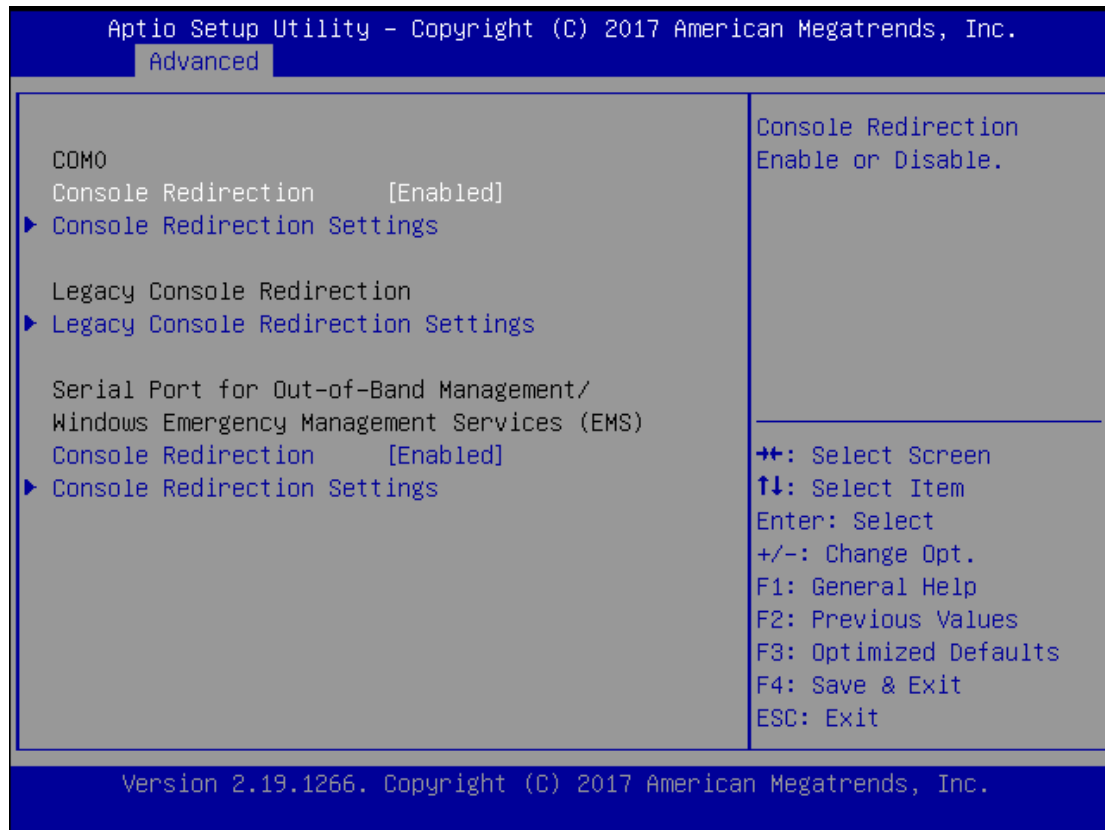 Aptio Setup Utility – Copyright (C) 2017 American Megatrends, Inc.
Advanced
COM0
Console Redirection [Enabled]
▶ Console Redirection Settings
Legacy Console Redirection
▶ Legacy Console Redirection Settings
Serial Port for Out-of-Band Management/
Windows Emergency Management Services (EMS)
Console Redirection [Enabled]
▶ Console Redirection Settings
Console Redirection
Enable or Disable.
→←: Select Screen
↑↓: Select Item
Enter: Select
+/-: Change Opt.
F1: General Help
F2: Previous Values
F3: Optimized Defaults
F4: Save & Exit
ESC: Exit
Version 2.19.1266. Copyright (C) 2017 American Megatrends, Inc.